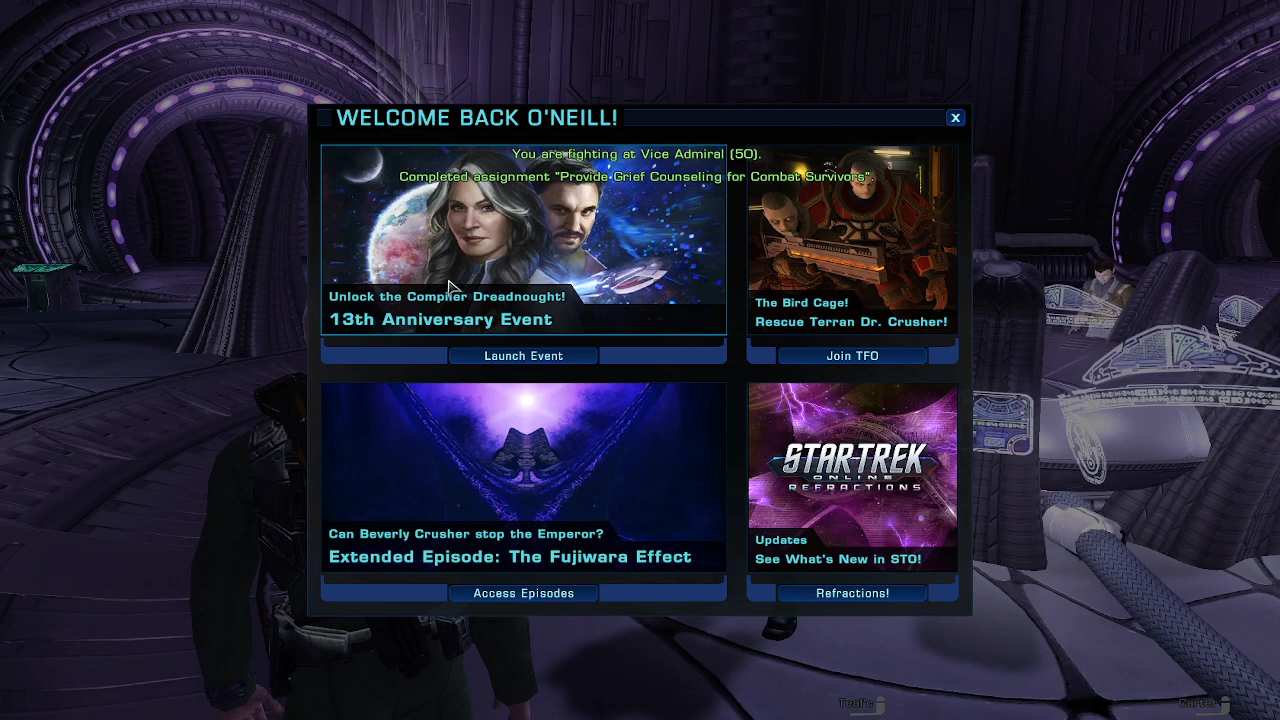 WELCOME BACK O'NEILL!
X
You are fighting at Vice Admiral (50).
Completed assignment "Provide Grief Counseling for Combat Survivors".
Unlock the Compiler Dreadnought!
13th Anniversary Event
Launch Event
3
The Bird Cage!
Rescue Terran Dr. Crusher!
Join TFO
Can Beverly Crusher stop the Emperor?
Extended Episode: The Fujiwara Effect
Access Episodes
STAR TREK
ONLINE
REFRACTIONS
Updates
See What's New in STO!
Refractions!
Teal'c
Carter